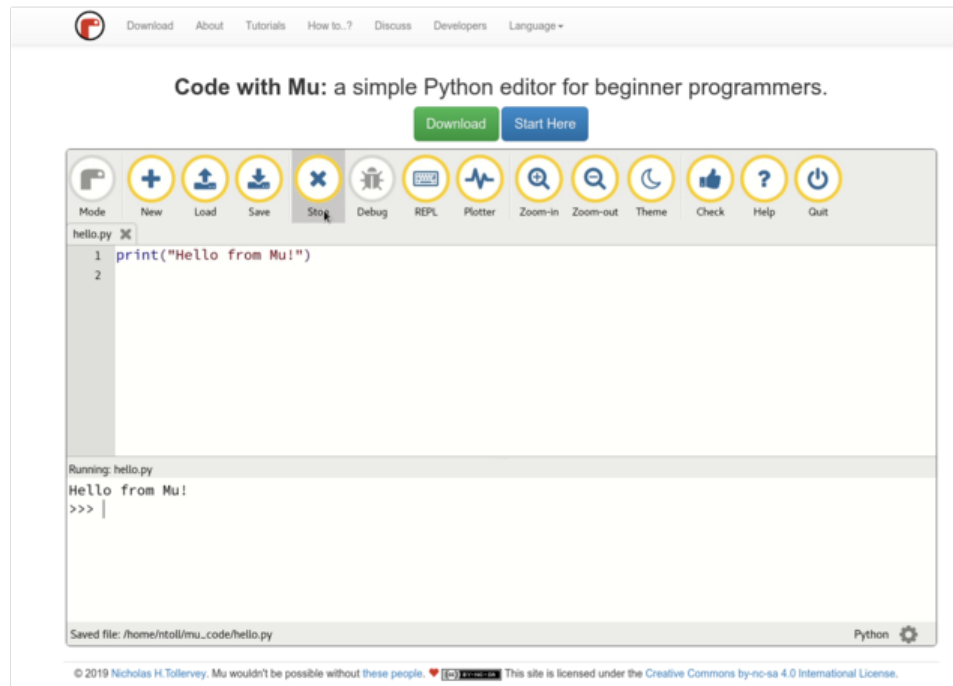 Download About Tutorials How to..? Discuss Developers Language
Code with Mu: a simple Python editor for beginner programmers.
Download Start Here
Mode New Load Save Stop Debug REPL Plotter Zoom-in Zoom-out Theme Check Help Quit
hello.py
1 print("Hello from Mu!")
2
Running: hello.py
Hello from Mu!
>>>
Saved file: /home/ntoll/mu_code/hello.py Python
© 2019 Nicholas H.Tollervey. Mu wouldn't be possible without these people. ❤ (cc) BY-NC-SA This site is licensed under the Creative Commons by-nc-sa 4.0 International License.